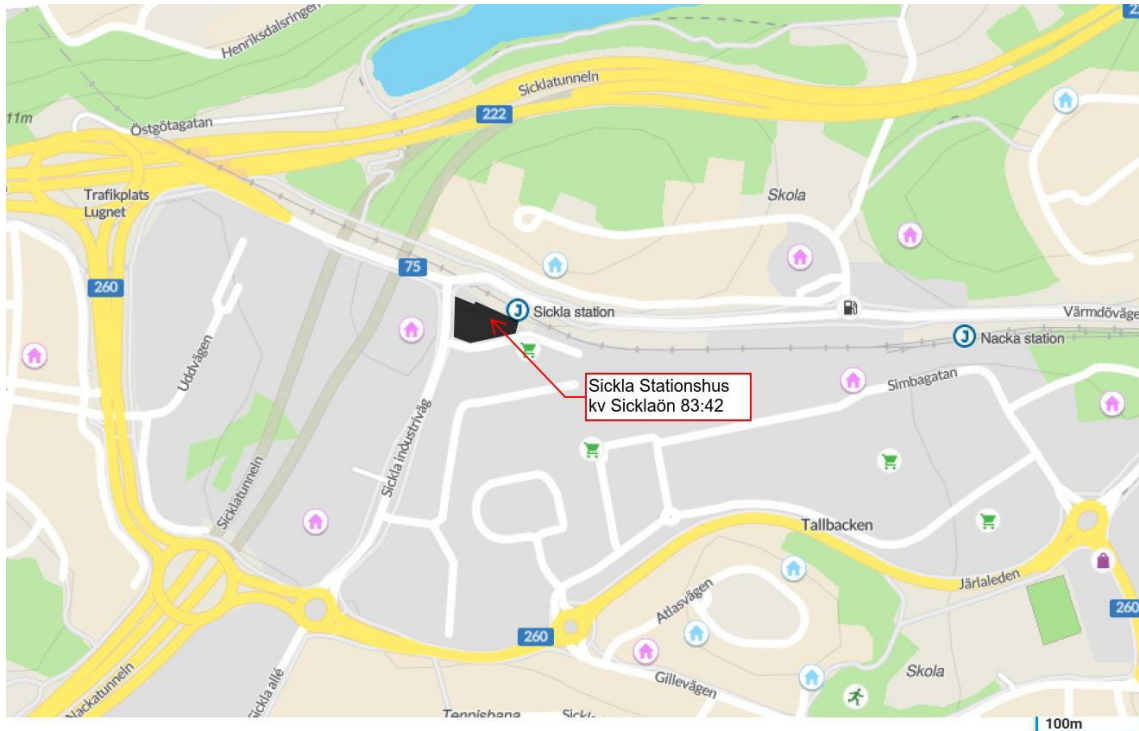 Henriksdalsringen
Sicklatunneln
222
11m
Östgötagatan
222
Trafikplats
Lugnet
Skola
260
75
Sickla station
Värmdöväge
Nacka station
Uddvägen
Sickla Stationshus
kv Sicklaön 83:42
Simbagatan
Sickla industriväg
Sicklatunneln
Tallbacken
Järlaleden
Atlasvägen
260
260
Skola
Gillevägen
Nackatunneln
Sickla allé
Tennisbana
Sickl
100m